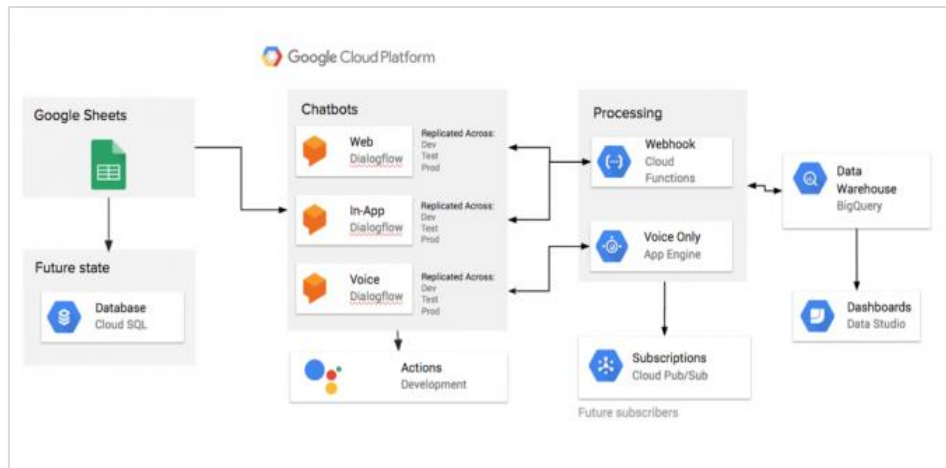 Google Cloud Platform
Google Sheets
Future state
Database
Cloud SQL
Chatbots
Web
Dialogflow
Replicated Across:
Dev
Test
Prod
In-App
Dialogflow
Replicated Across:
Dev
Test
Prod
Voice
Dialogflow
Replicated Across:
Dev
Test
Prod
Actions
Development
Processing
Webhook
Cloud
Functions
Voice Only
App Engine
Subscriptions
Cloud Pub/Sub
Future subscribers
Data
Warehouse
BigQuery
Dashboards
Data Studio